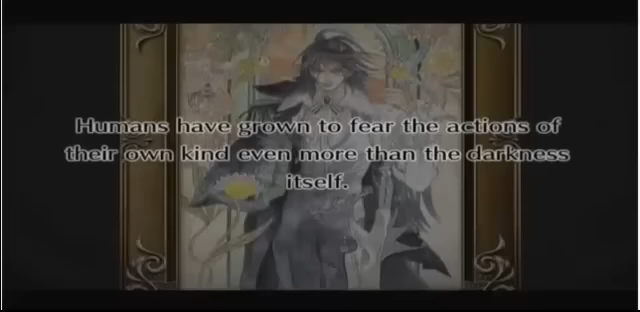 Humans have grown to fear the actions of
their own kind even more than the darkness
itself.